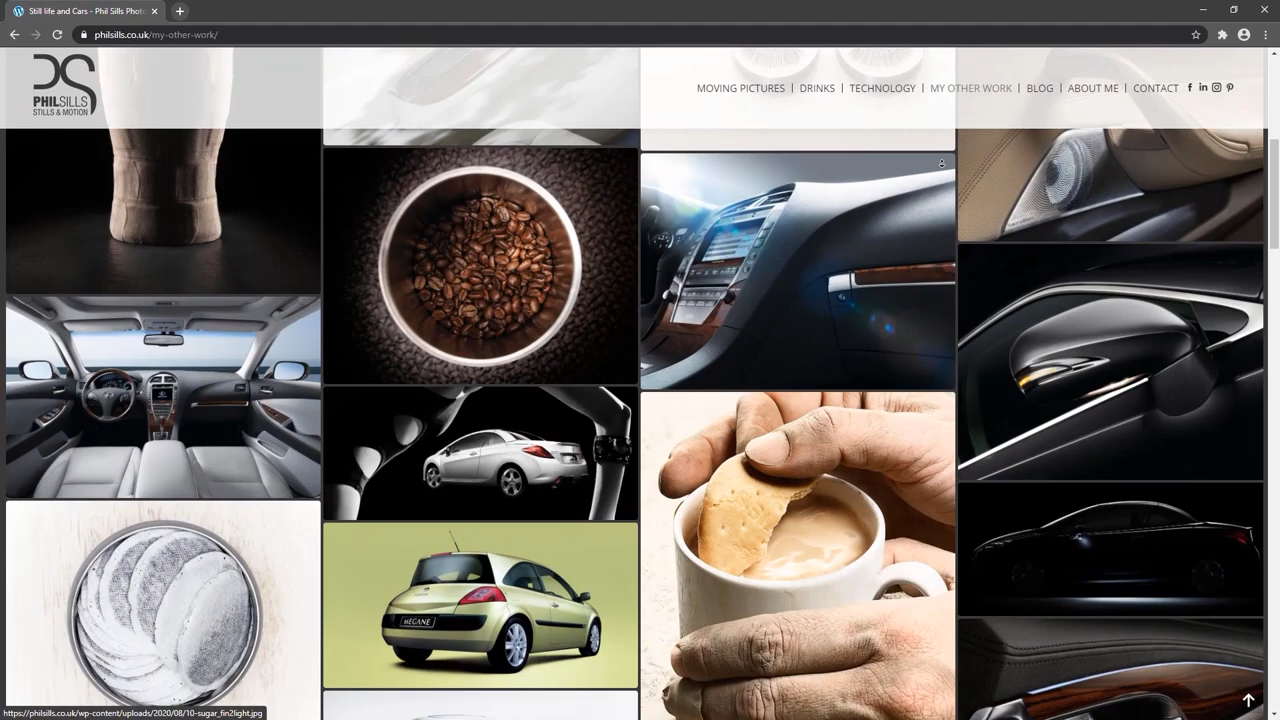 Still life and Cars - Phil Sills Phot
philsills.co.uk/my-other-work/
PHILSILLS
STILLS & MOTION
MOVING PICTURES | DRINKS | TECHNOLOGY | MY OTHER WORK | BLOG | ABOUT ME | CONTACT
MEGANE
https://philsills.co.uk/wp-content/uploads/2020/08/10-sugar_fin2light.jpg